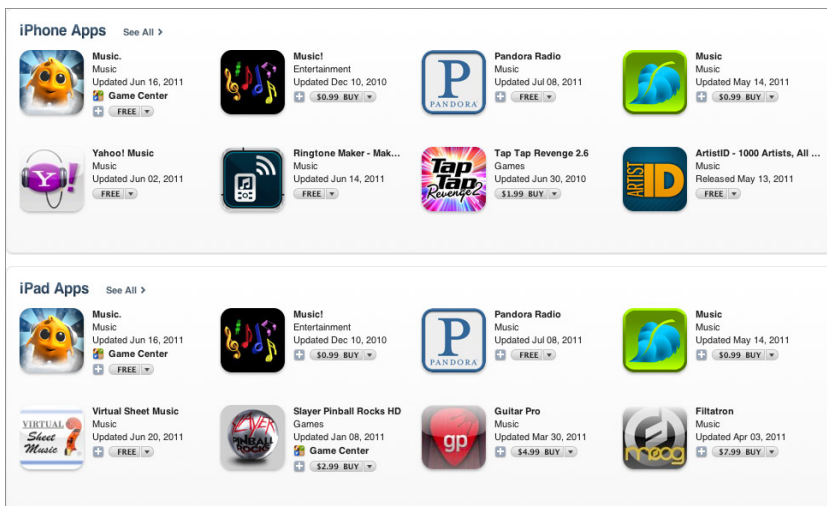 iPhone Apps See All >
Music.
Music
Updated Jun 16, 2011
Game Center
FREE
Music!
Entertainment
Updated Dec 10, 2010
$0.99 BUY
P
PANDORA
Pandora Radio
Music
Updated Jul 08, 2011
FREE
Music
Music
Updated May 14, 2011
$0.99 BUY
Y!
Yahoo! Music
Music
Updated Jun 02, 2011
FREE
Ringtone Maker - Mak...
Music
Updated Jun 14, 2011
FREE
Tap
Tap
Revenge2
Tap Tap Revenge 2.6
Games
Updated Jun 30, 2010
$1.99 BUY
ARTIST
ID
ArtistID - 1000 Artists, All ...
Music
Released May 13, 2011
FREE
iPad Apps See All >
Music.
Music
Updated Jun 16, 2011
Game Center
FREE
Music!
Entertainment
Updated Dec 10, 2010
$0.99 BUY
P
PANDORA
Pandora Radio
Music
Updated Jul 08, 2011
FREE
Music
Music
Updated May 14, 2011
$0.99 BUY
VIRTUAL
Sheet
Music
Virtual Sheet Music
Music
Updated Jun 20, 2011
FREE
SLAYER
PINBALL
ROCKS
Slayer Pinball Rocks HD
Games
Updated Jan 08, 2011
Game Center
$2.99 BUY
gp
Guitar Pro
Music
Updated Mar 30, 2011
$4.99 BUY
moog
Filtatron
Music
Updated Apr 03, 2011
$7.99 BUY